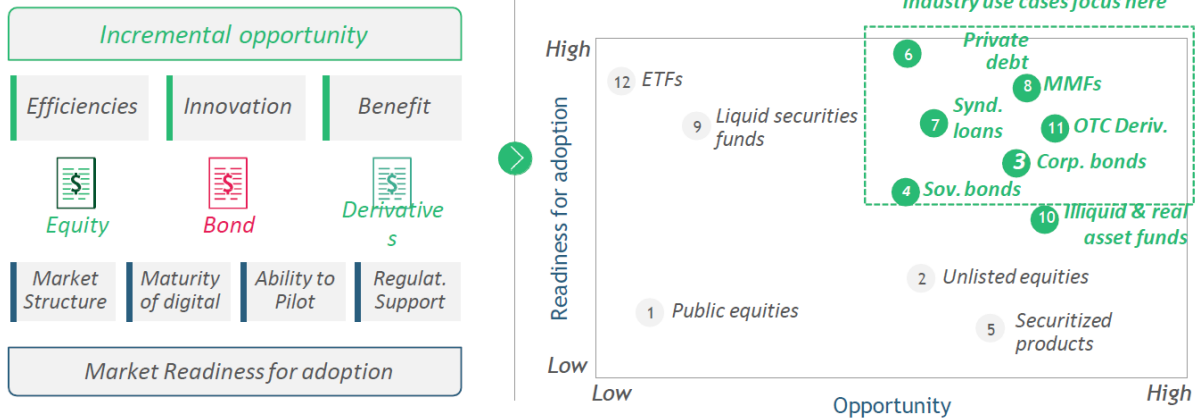 Incremental opportunity
Efficiencies
Innovation
Benefit
$
$
$
Equity
Bond
Derivative
s
Market
Structure
Maturity
of digital
Ability to
Pilot
Regulat.
Support
Market Readiness for adoption
Industry use cases focus here
High
Readiness for adoption
Low
6
Private
debt
12
ETFs
8
MMFs
9
Liquid securities
funds
7
Synd.
loans
11
OTC Deriv.
3
Corp. bonds
4
Sov. bonds
10
Illiquid & real
asset funds
2
Unlisted equities
1
Public equities
5
Securitized
products
Low
High
Opportunity